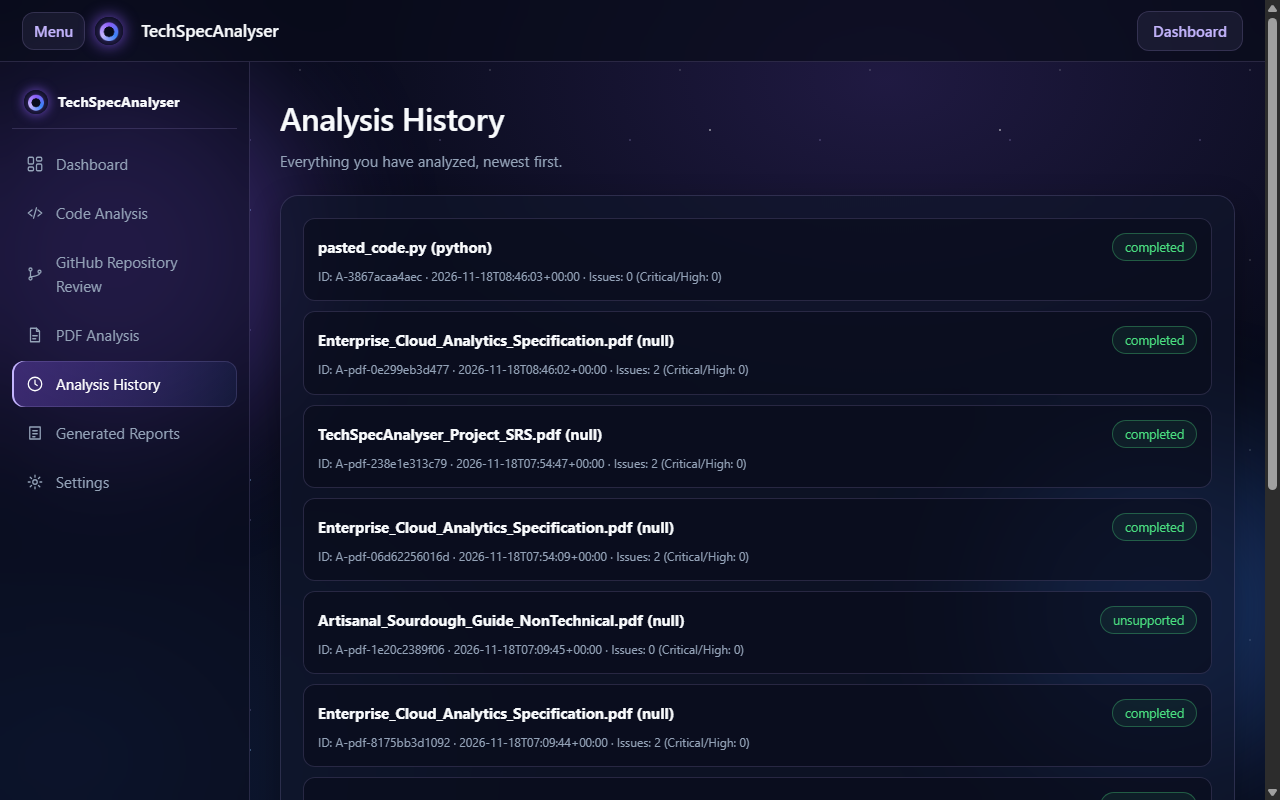 Menu
TechSpecAnalyser
Dashboard
TechSpecAnalyser
Dashboard
Code Analysis
GitHub Repository
Review
PDF Analysis
Analysis History
Generated Reports
Settings
Analysis History
Everything you have analyzed, newest first.
pasted_code.py (python)
completed
ID: A-3867acaa4aec · 2026-11-18T08:46:03+00:00 · Issues: 0 (Critical/High: 0)
Enterprise_Cloud_Analytics_Specification.pdf (null)
completed
ID: A-pdf-0e299eb3d477 · 2026-11-18T08:46:02+00:00 · Issues: 2 (Critical/High: 0)
TechSpecAnalyser_Project_SRS.pdf (null)
completed
ID: A-pdf-238e1e313c79 · 2026-11-18T07:54:47+00:00 · Issues: 2 (Critical/High: 0)
Enterprise_Cloud_Analytics_Specification.pdf (null)
completed
ID: A-pdf-06d62256016d · 2026-11-18T07:54:09+00:00 · Issues: 2 (Critical/High: 0)
Artisanal_Sourdough_Guide_NonTechnical.pdf (null)
unsupported
ID: A-pdf-1e20c2389f06 · 2026-11-18T07:09:45+00:00 · Issues: 0 (Critical/High: 0)
Enterprise_Cloud_Analytics_Specification.pdf (null)
completed
ID: A-pdf-8175bb3d1092 · 2026-11-18T07:09:44+00:00 · Issues: 2 (Critical/High: 0)